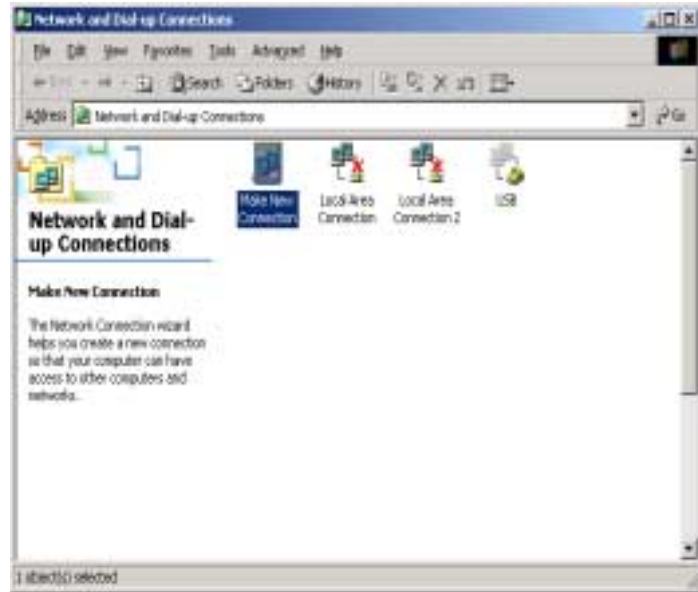 Network and Dial-up Connections
File Edit View Favorites Tools Advanced Help
Search Folders History
Address Network and Dial-up Connections Go
Make New Connection
Local Area Connection
Local Area Connection 2
USB
Network and Dial-
up Connections
Make New Connection
The Network Connection wizard
helps you create a new connection
so that your computer can have
access to other computers and
networks.
1 object(s) selected